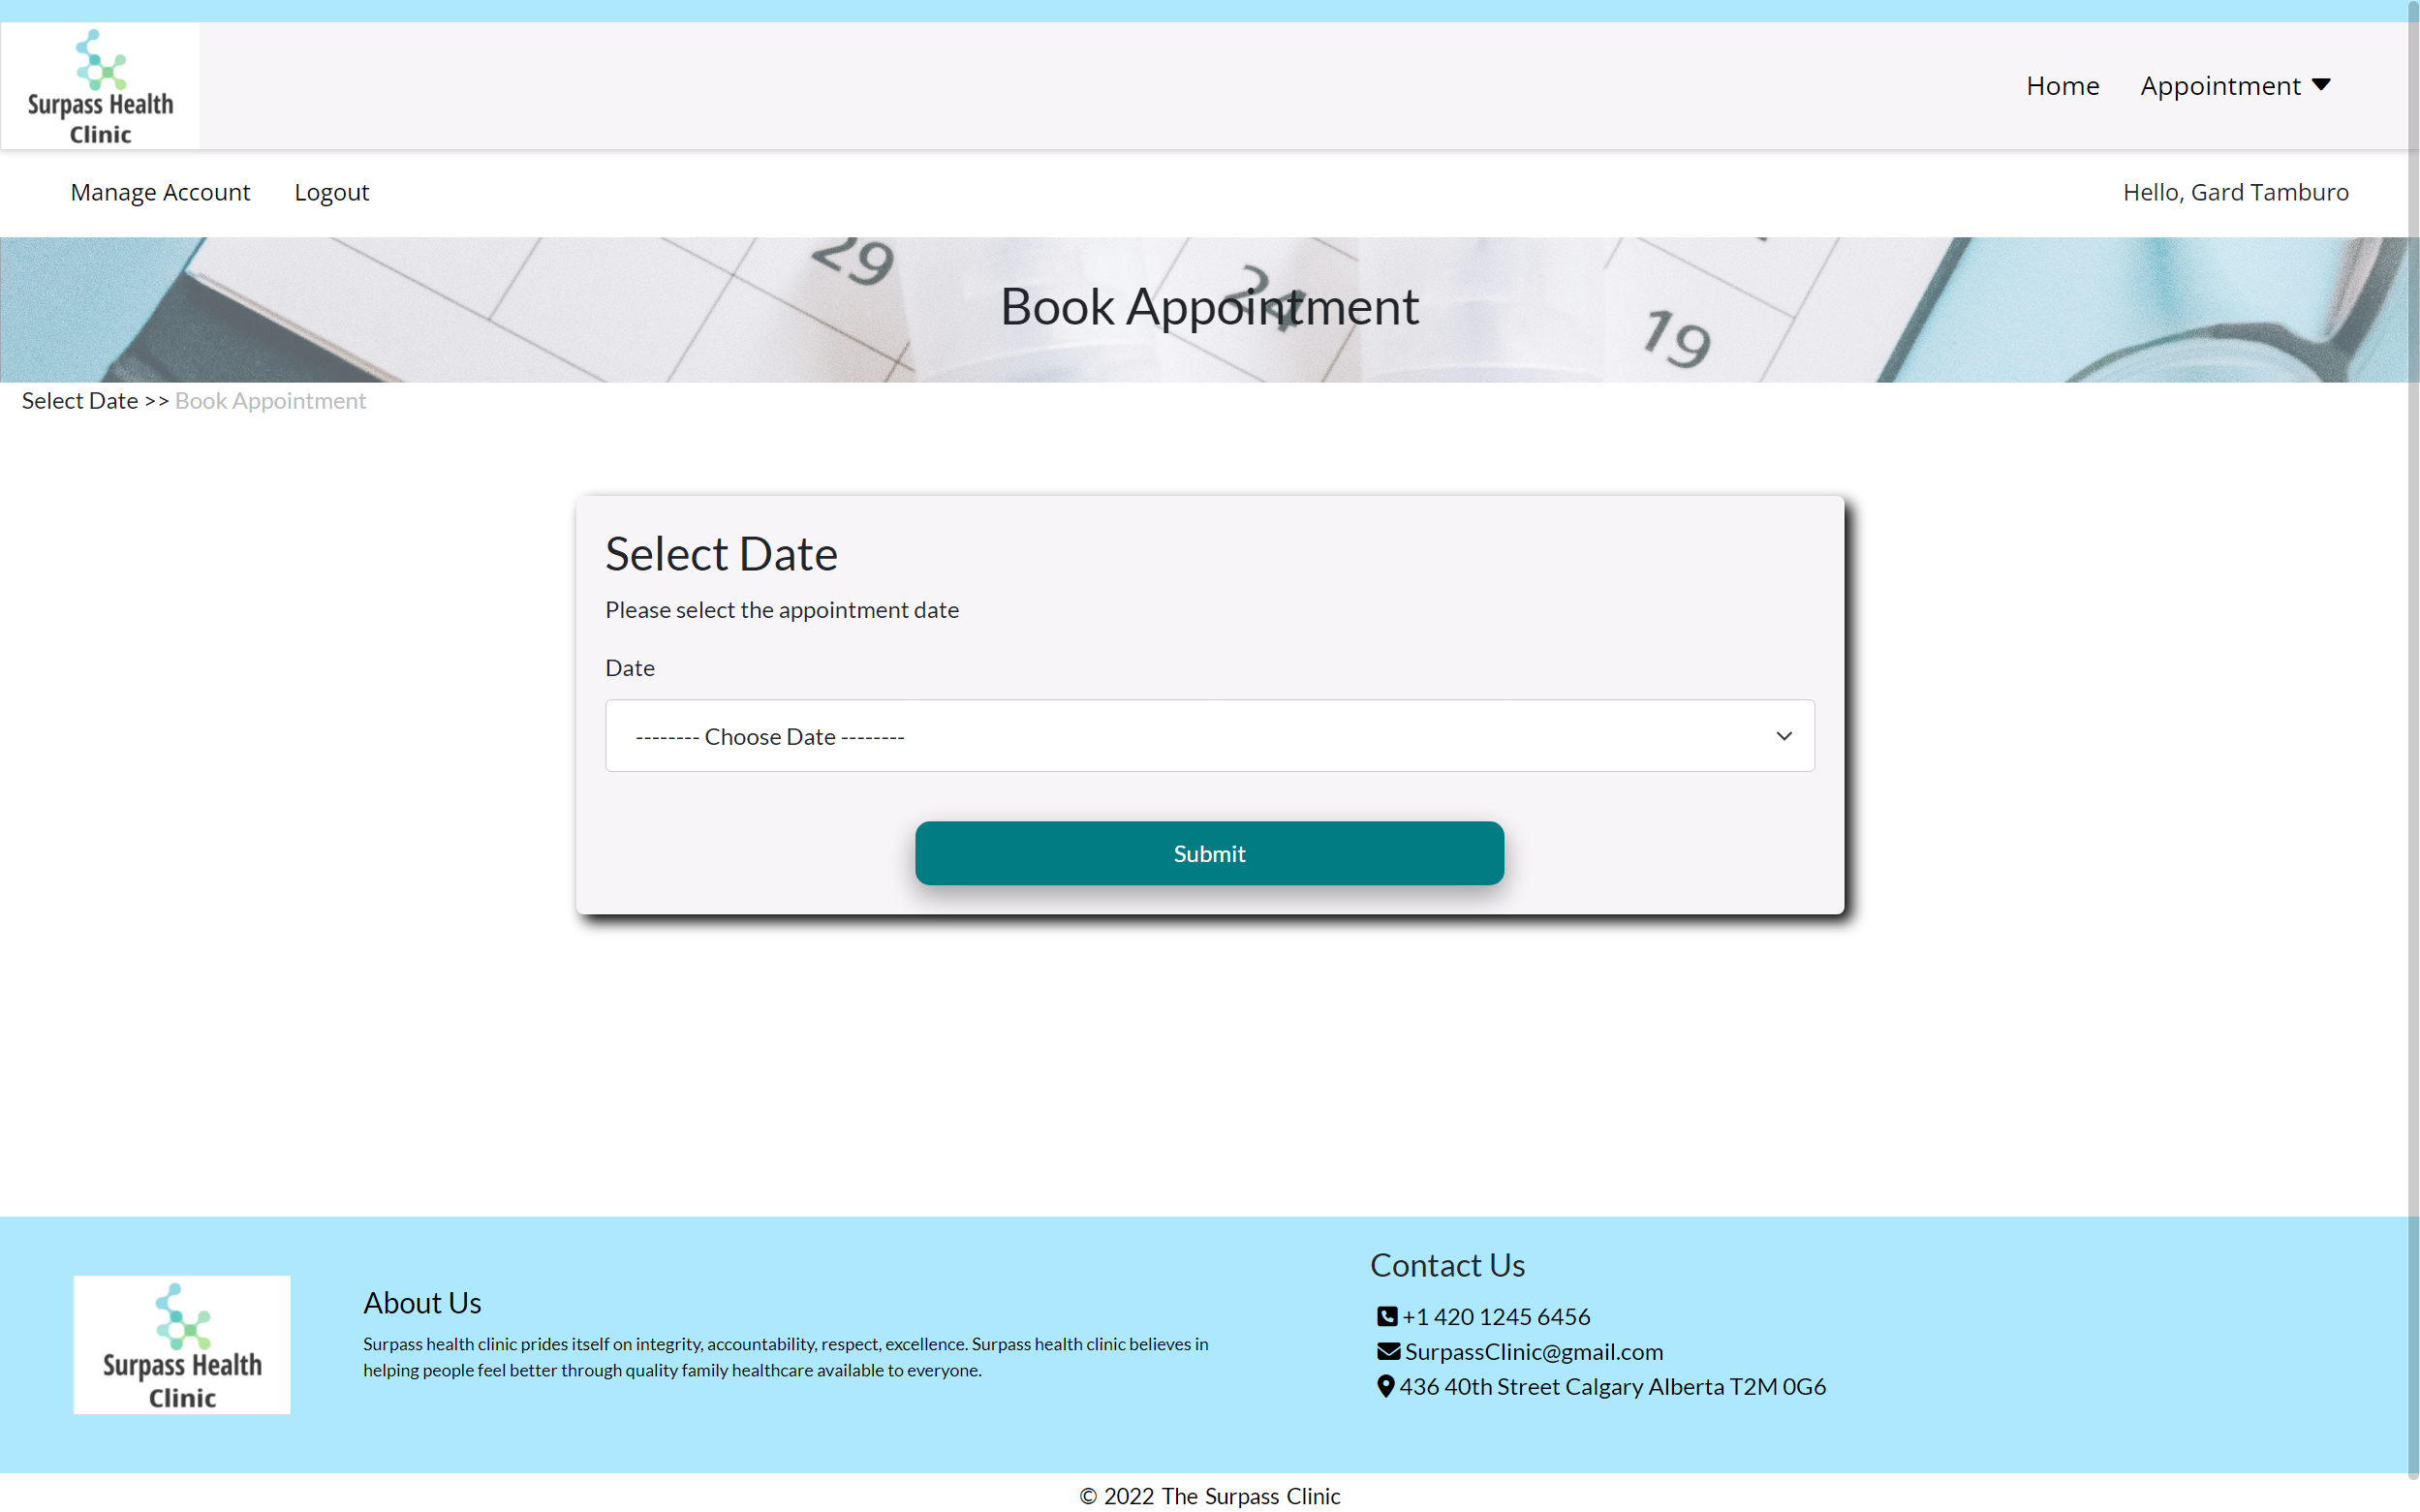 Surpass Health
Clinic
Home
Appointment
Manage Account
Logout
Hello, Gard Tamburo
29
24
19
Book Appointment
Select Date >> Book Appointment
Select Date
Please select the appointment date
Date
-------- Choose Date --------
Submit
Surpass Health
Clinic
About Us
Surpass health clinic prides itself on integrity, accountability, respect, excellence. Surpass health clinic believes in
helping people feel better through quality family healthcare available to everyone.
Contact Us
+1 420 1245 6456
SurpassClinic@gmail.com
436 40th Street Calgary Alberta T2M 0G6
© 2022 The Surpass Clinic